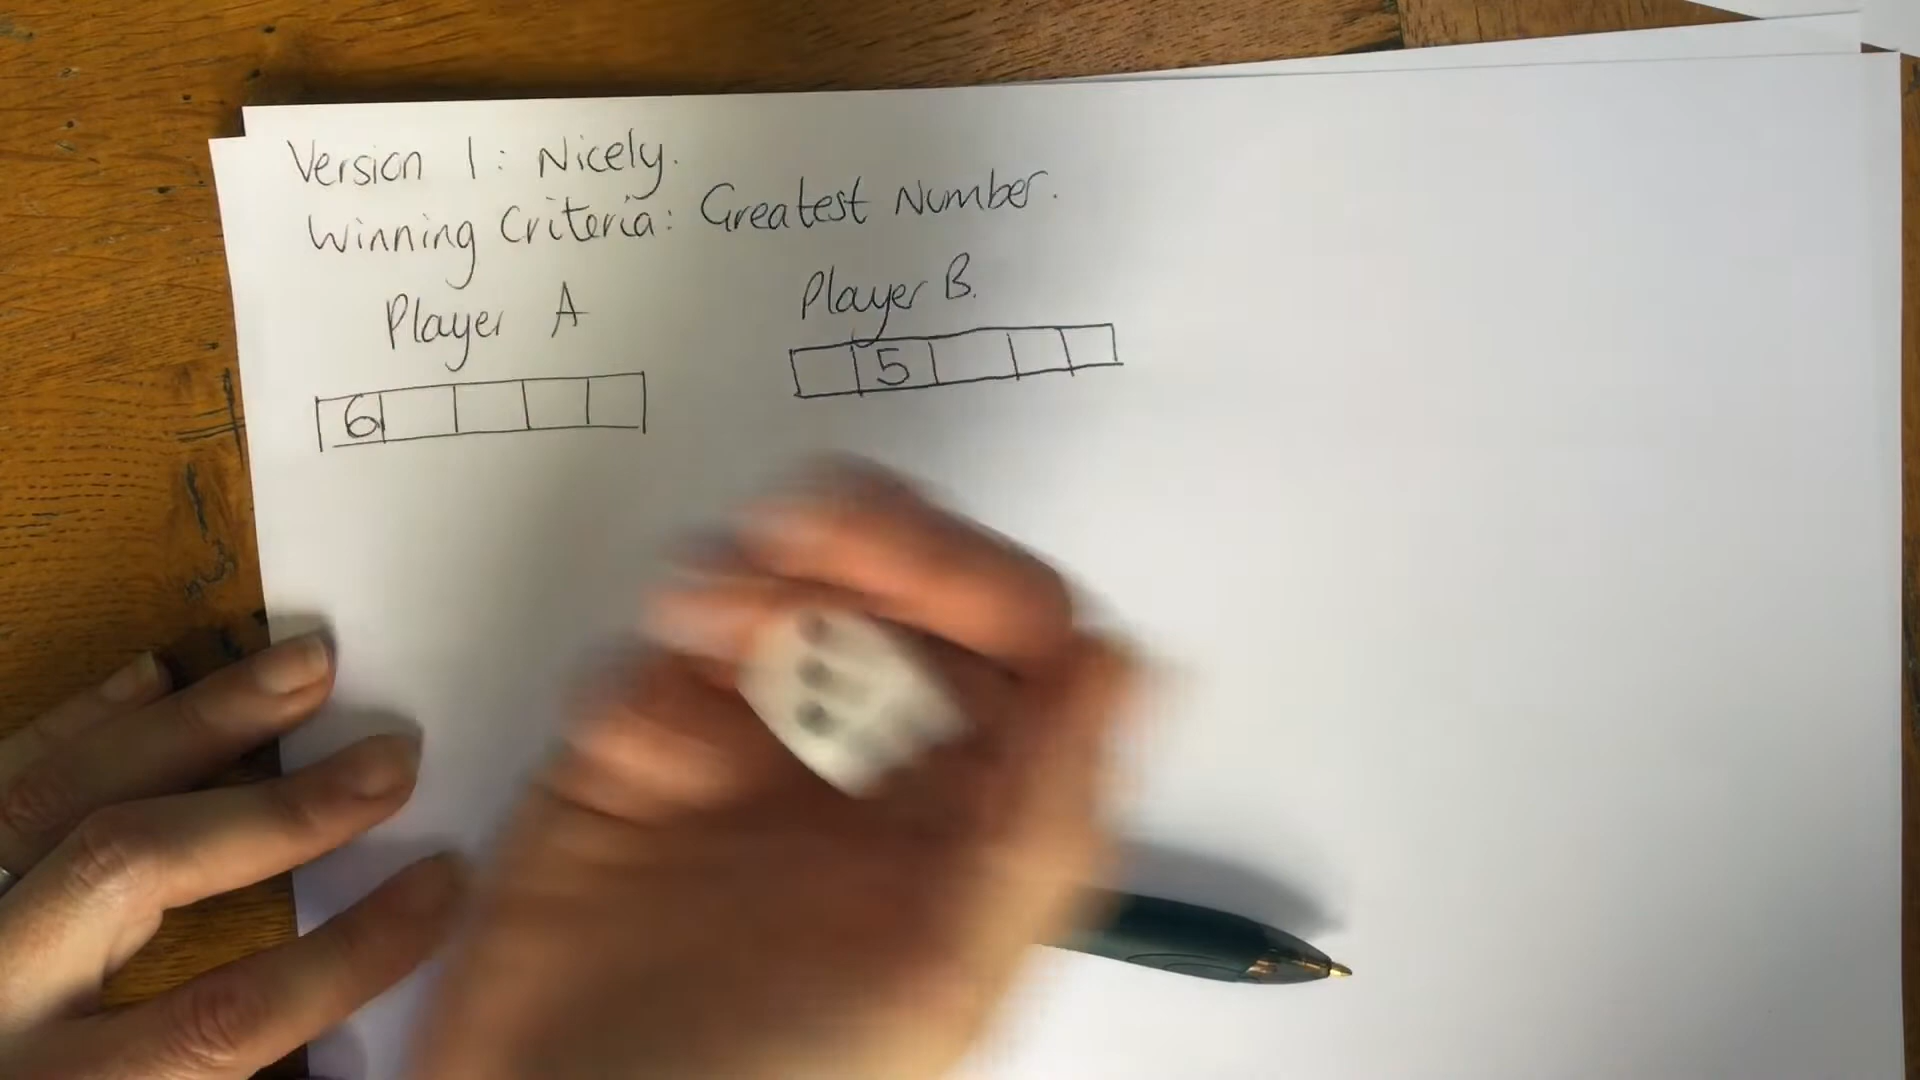 Version 1: Nicely.
Winning Criteria: Greatest Number.
Player A
Player B.
6
5